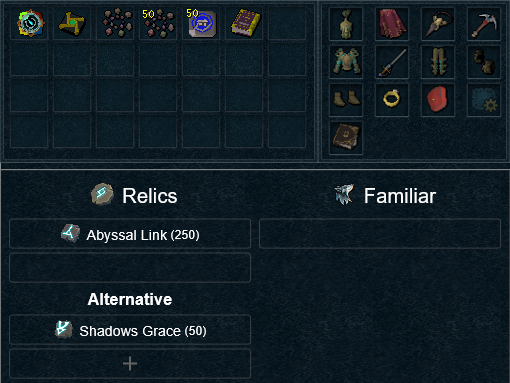 50
50
Relics
Familiar
Abyssal Link (250)
Alternative
Shadows Grace (50)
+